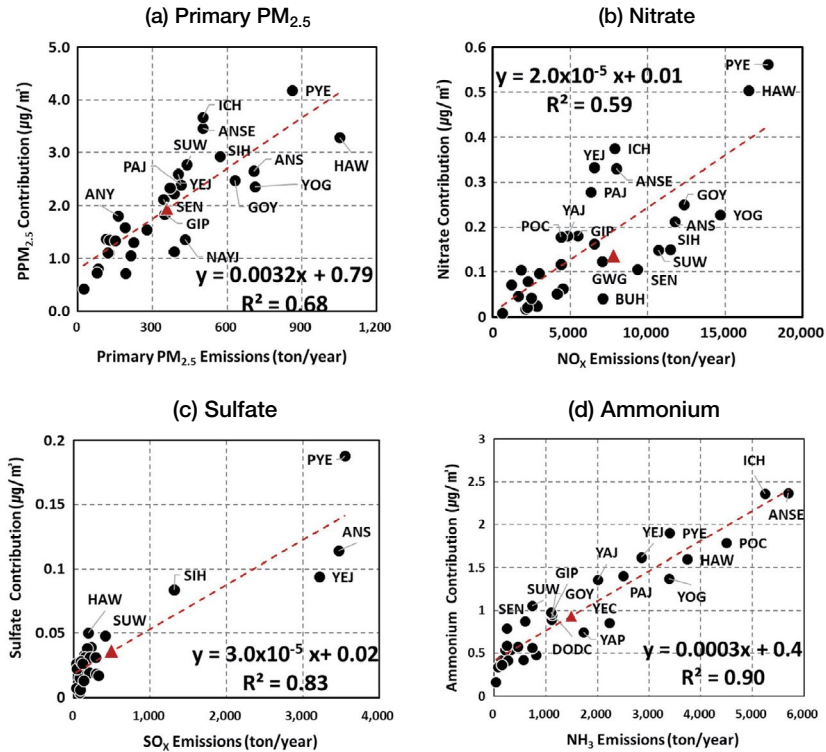 (a) Primary PM2.5
PPM2.5 Contribution (μg/㎥)
5.0
4.0
3.0
2.0
1.0
0.0
PYE
ICH
ANSE
SUW
SIH
HAW
PAJ
ANS
YEJ
YOG
ANY
SEN
GOY
GIP
NAYJ
y = 0.0032x + 0.79
R² = 0.68
0 300 600 900 1,200
Primary PM2.5 Emissions (ton/year)
(b) Nitrate
Nitrate Contribution (μg/㎥)
0.6
0.5
0.4
0.3
0.2
0.1
0
y = 2.0x10-5 x+ 0.01
R² = 0.59
PYE
HAW
YEJ
ICH
ANSE
PAJ
GOY
YAJ
YOG
POC
GIP
ANS
SIH
SUW
GWG
SEN
BUH
0 5,000 10,000 15,000 20,000
NOX Emissions (ton/year)
(c) Sulfate
Sulfate Contribution (μg/㎥)
0.2
0.15
0.1
0.05
0
PYE
ANS
SIH
YEJ
HAW
SUW
y = 3.0x10-5 x+ 0.02
R² = 0.83
0 1,000 2,000 3,000 4,000
SOX Emissions (ton/year)
(d) Ammonium
Ammonium Contribution (μg/㎥)
3
2.5
2
1.5
1
0.5
0
ICH
ANSE
YEJ
PYE
POC
GIP
YAJ
HAW
SUW
GOY
PAJ
YOG
SEN
YEC
DODC
YAP
y = 0.0003x + 0.4
R² = 0.90
0 1,000 2,000 3,000 4,000 5,000 6,000
NH3 Emissions (ton/year)